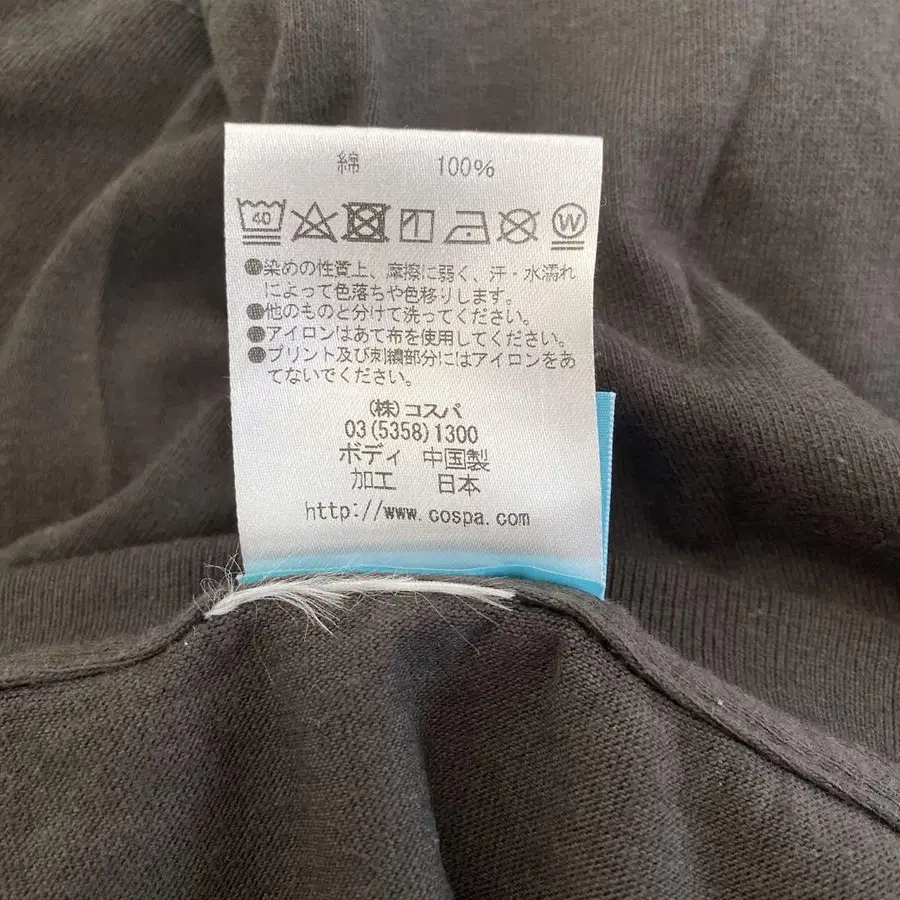 綿 100%
40 W
●染めの性質上、摩擦に弱く、汗・水濡れ
によって色落ちや色移りします。
●他のものと分けて洗ってください。
●アイロンはあて布を使用してください。
●プリント及び刺繍部分にはアイロンをあ
てないでください。
(株)コスパ
03(5358)1300
ボディ 中国製
加工 日本
http://www.cospa.com